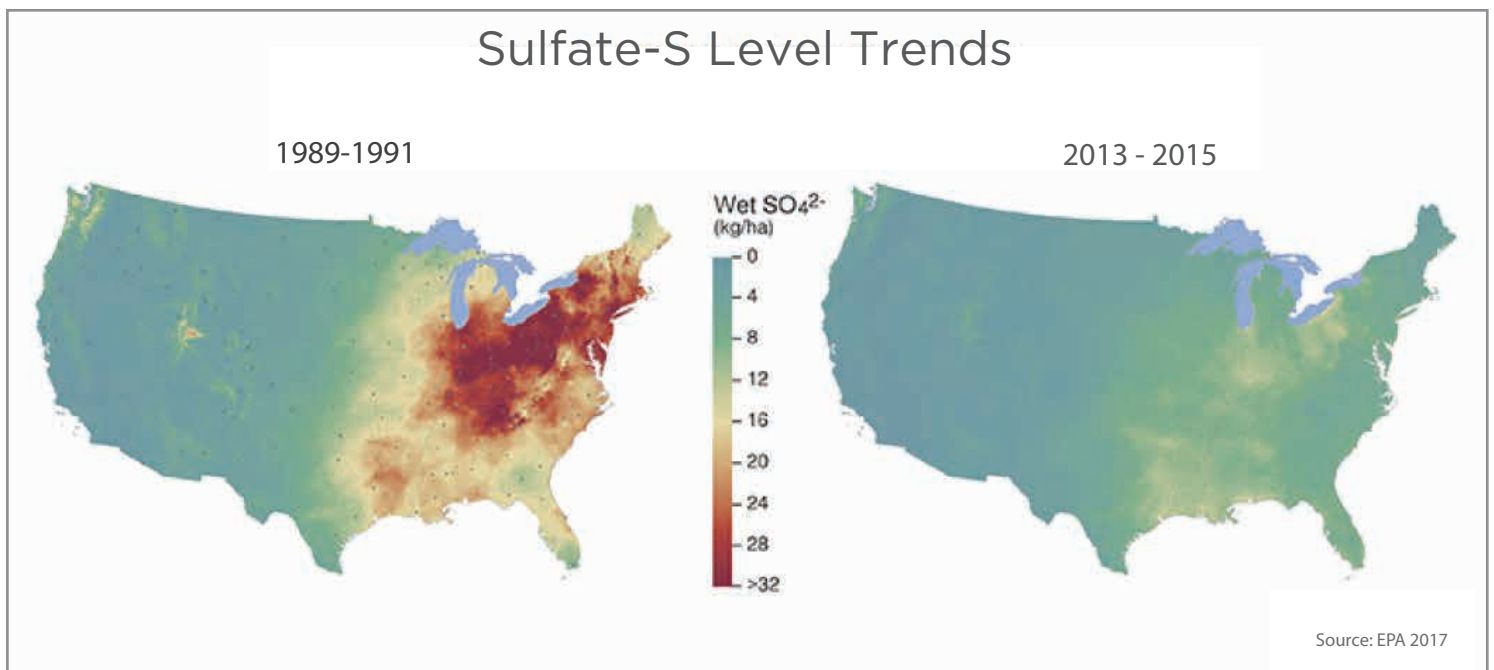 Sulfate-S Level Trends
1989-1991
2013 - 2015
Wet SO₄²⁻
(kg/ha)
0
4
8
12
16
20
24
28
>32
Source: EPA 2017